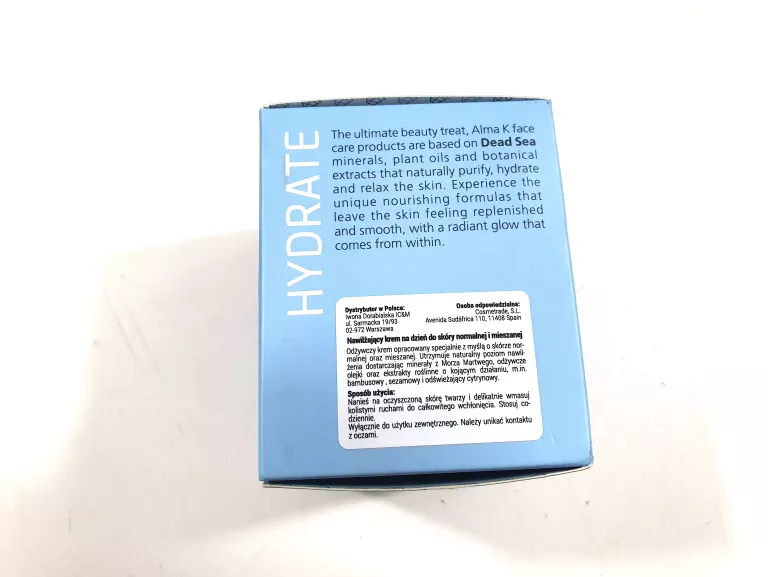 HYDRATE
The ultimate beauty treat, Alma K face
care products are based on Dead Sea
minerals, plant oils and botanical
extracts that naturally purify, hydrate
and relax the skin. Experience the
unique nourishing formulas that
leave the skin feeling replenished
and smooth, with a radiant glow that
comes from within.
Dystrybutor w Polsce:
Iwona Dorabialska IC&M
ul. Sarmacka 19/93
02-972 Warszawa
Osoba odpowiedzialna:
Cosmetrade, S.L.
Avenida Sudáfrica 110, 11408 Spain
Nawilżający krem na dzień do skóry normalnej i mieszanej
Odżywczy krem opracowany specjalnie z myślą o skórze nor-
malnej oraz mieszanej. Utrzymuje naturalny poziom nawil-
żenia dostarczając minerały z Morza Martwego, odżywcze
olejki oraz ekstrakty roślinne o kojącym działaniu, m.in.
bambusowy , sezamowy i odświeżający cytrynowy.
Sposób użycia:
Nanieś na oczyszczoną skórę twarzy i delikatnie wmasuj
kolistymi ruchami do całkowitego wchłonięcia. Stosuj co-
dziennie.
Wyłącznie do użytku zewnętrznego. Należy unikać kontaktu
z oczami.